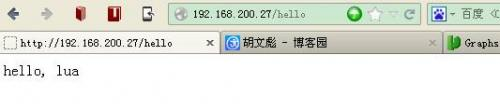 192.168.200.27/hello
百度 《
http://192.168.200.27/hello
胡文彪 - 博客园
Graphs
hello, lua